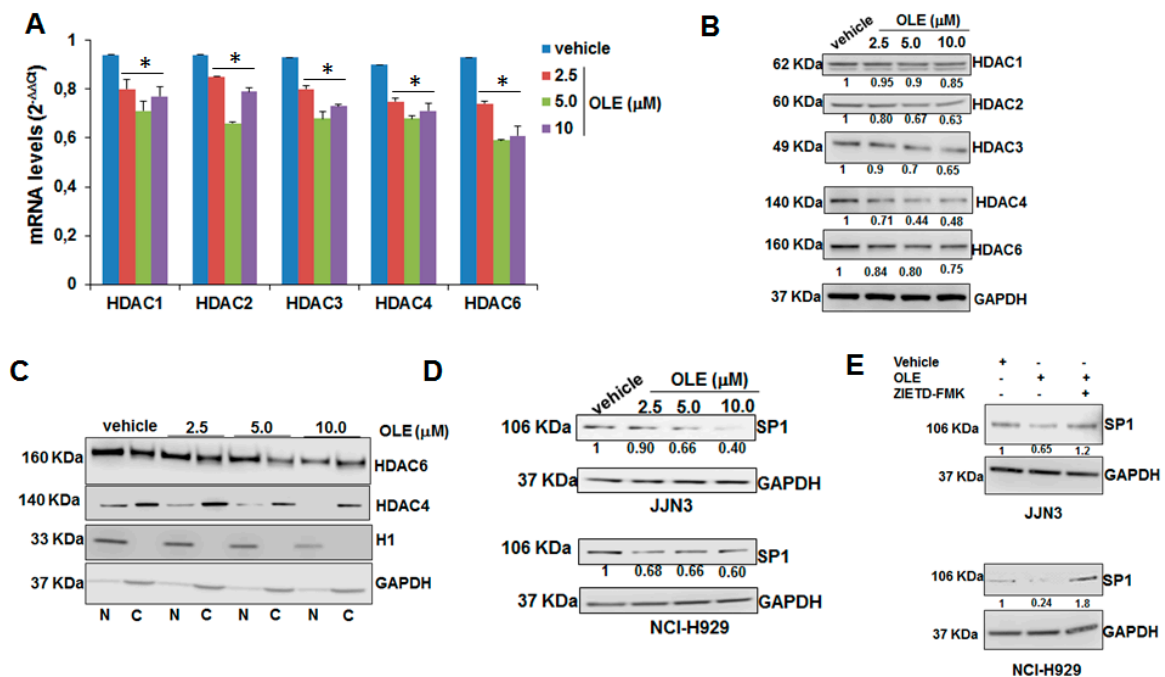 A
mRNA levels (2-ΔΔCt)
1
0,8
0,6
0,4
0,2
0
* * * * *
HDAC1 HDAC2 HDAC3 HDAC4 HDAC6
vehicle
2.5
5.0 OLE (µM)
10
B
vehicle OLE (µM)
2.5 5.0 10.0
62 KDa HDAC1
1 0.95 0.9 0.85
60 KDa HDAC2
1 0.80 0.67 0.63
49 KDa HDAC3
1 0.9 0.7 0.65
140 KDa HDAC4
1 0.71 0.44 0.48
160 KDa HDAC6
1 0.84 0.80 0.75
37 KDa GAPDH
C
vehicle 2.5 5.0 10.0 OLE (µM)
160 KDa HDAC6
140 KDa HDAC4
33 KDa H1
37 KDa GAPDH
N C N C N C N C
D
vehicle OLE (µM)
2.5 5.0 10.0
106 KDa SP1
1 0.90 0.66 0.40
37 KDa GAPDH
JJN3
106 KDa SP1
1 0.68 0.66 0.60
37 KDa GAPDH
NCI-H929
E
Vehicle + - -
OLE - + +
ZIETD-FMK - - +
106 KDa SP1
1 0.65 1.2
37 KDa GAPDH
JJN3
106 KDa SP1
1 0.24 1.8
37 KDa GAPDH
NCI-H929